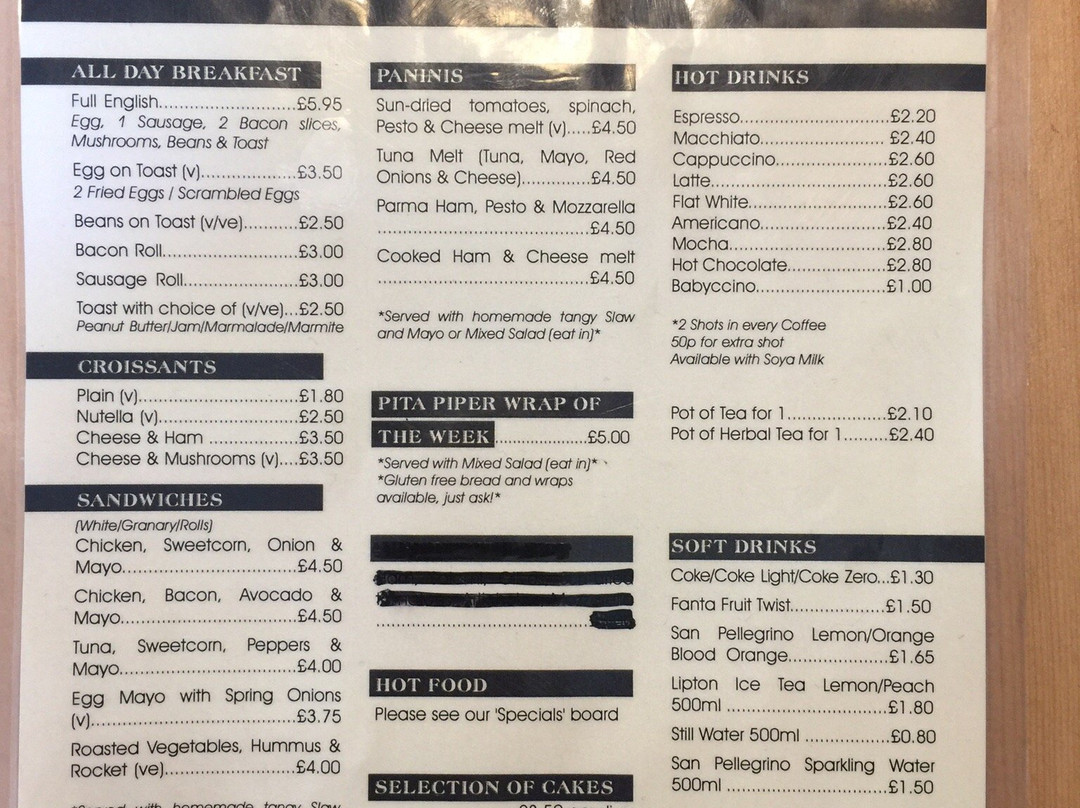 ALL DAY BREAKFAST
Full English......................£5.95
Egg, 1 Sausage, 2 Bacon slices,
Mushrooms, Beans & Toast
Egg on Toast (v)................£3.50
2 Fried Eggs / Scrambled Eggs
Beans on Toast (v/ve)..........£2.50
Bacon Roll.........................£3.00
Sausage Roll.....................£3.00
Toast with choice of (v/ve)...£2.50
Peanut Butter/Jam/Marmalade/Marmite
CROISSANTS
Plain (v)..............................£1.80
Nutella (v)..........................£2.50
Cheese & Ham ................£3.50
Cheese & Mushrooms (v)....£3.50
SANDWICHES
(White/Granary/Rolls)
Chicken, Sweetcorn, Onion &
Mayo................................£4.50
Chicken, Bacon, Avocado &
Mayo................................£4.50
Tuna, Sweetcorn, Peppers &
Mayo................................£4.00
Egg Mayo with Spring Onions
(v).....................................£3.75
Roasted Vegetables, Hummus &
Rocket (ve)........................£4.00
*Served with homemade tangy Slaw
PANINIS
Sun-dried tomatoes, spinach,
Pesto & Cheese melt (v).....£4.50
Tuna Melt (Tuna, Mayo, Red
Onions & Cheese).............£4.50
Parma Ham, Pesto & Mozzarella
.......................................£4.50
Cooked Ham & Cheese melt
.......................................£4.50
*Served with homemade tangy Slaw
and Mayo or Mixed Salad (eat in)*
PITA PIPER WRAP OF
THE WEEK.................£5.00
*Served with Mixed Salad (eat in)*
*Gluten free bread and wraps
available, just ask!*
HOT FOOD
Please see our 'Specials' board
SELECTION OF CAKES
HOT DRINKS
Espresso...........................£2.20
Macchiato...................... £2.40
Cappuccino....................£2.60
Latte................................£2.60
Flat White.........................£2.60
Americano......................£2.40
Mocha............................£2.80
Hot Chocolate.................£2.80
Babyccino.......................£1.00
*2 Shots in every Coffee
50p for extra shot
Available with Soya Milk
Pot of Tea for 1..................£2.10
Pot of Herbal Tea for 1.......£2.40
SOFT DRINKS
Coke/Coke Light/Coke Zero...£1.30
Fanta Fruit Twist.................£1.50
San Pellegrino Lemon/Orange
Blood Orange..................£1.65
Lipton Ice Tea Lemon/Peach
500ml ............................£1.80
Still Water 500ml ..............£0.80
San Pellegrino Sparkling Water
500ml ............................£1.50